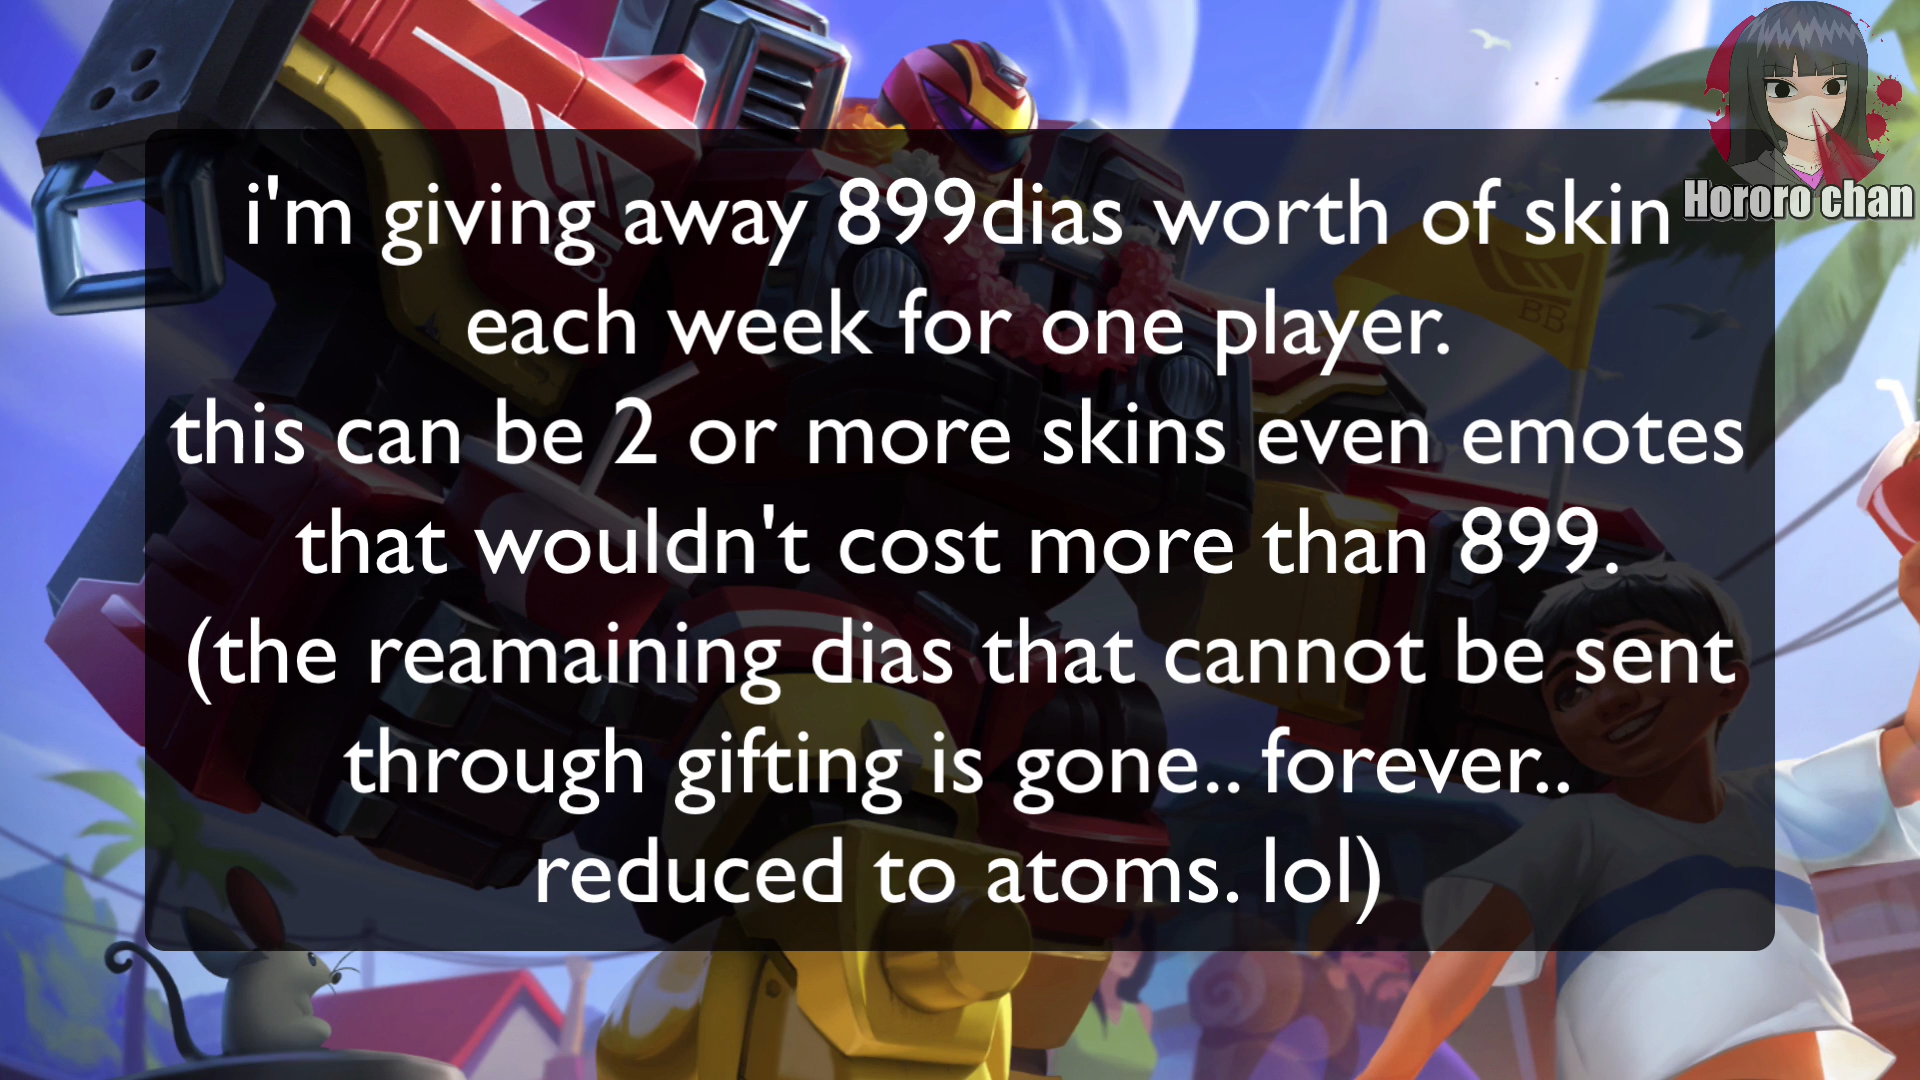 Hororo chan
i'm giving away 899dias worth of skin
each week for one player.
this can be 2 or more skins even emotes
that wouldn't cost more than 899.
(the reamaining dias that cannot be sent
through gifting is gone.. forever..
reduced to atoms. lol)
BB
BB